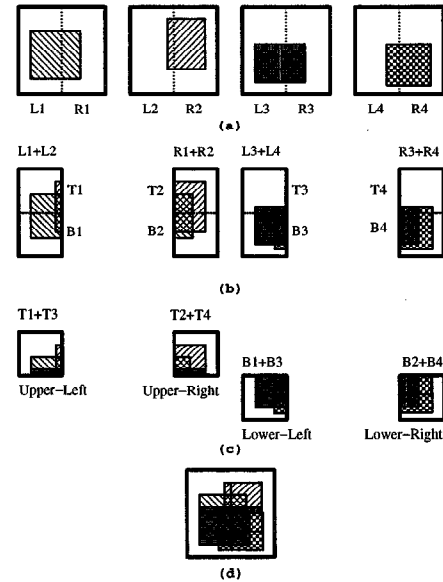 L1 R1 L2 R2 L3 R3 L4 R4
(a)
L1+L2 R1+R2 L3+L4 R3+R4
T1 T2 T3 T4
B1 B2 B3 B4
(b)
T1+T3 T2+T4
B1+B3 B2+B4
Upper-Left Upper-Right
Lower-Left Lower-Right
(c)
(d)